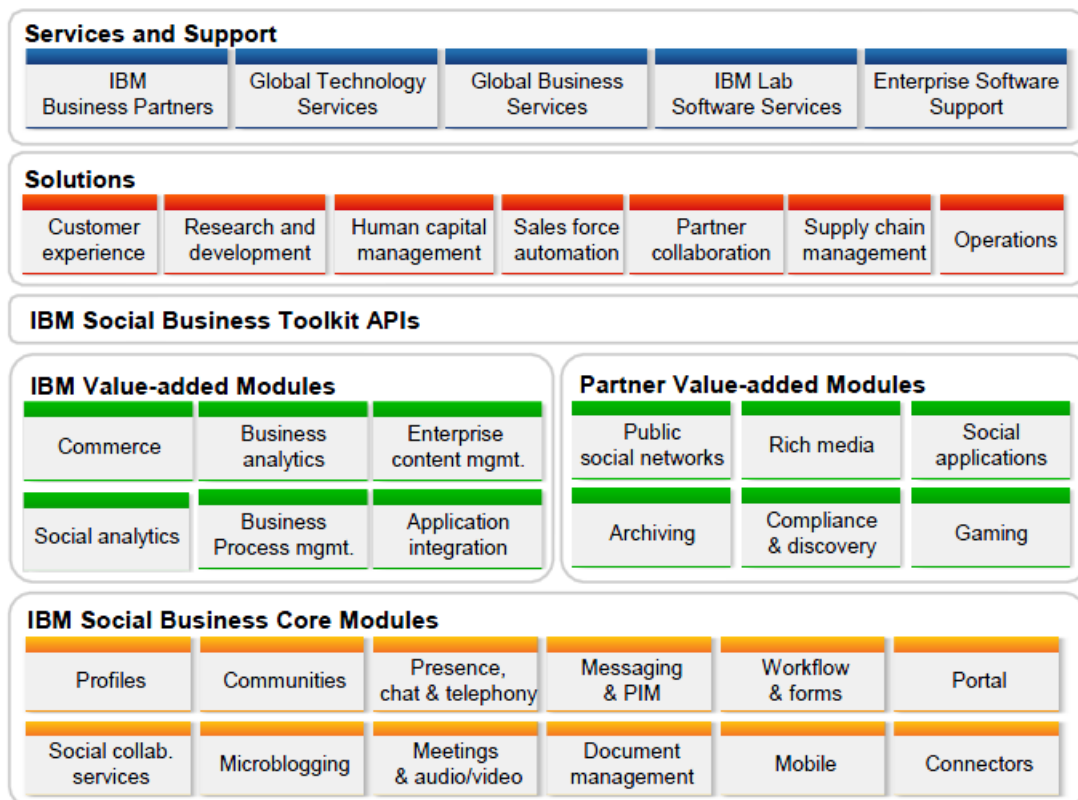 Services and Support
IBM
Business Partners
Global Technology
Services
Global Business
Services
IBM Lab
Software Services
Enterprise Software
Support
Solutions
Customer
experience
Research and
development
Human capital
management
Sales force
automation
Partner
collaboration
Supply chain
management
Operations
IBM Social Business Toolkit APIs
IBM Value-added Modules
Commerce
Business
analytics
Enterprise
content mgmt.
Social analytics
Business
Process mgmt.
Application
integration
Partner Value-added Modules
Public
social networks
Rich media
Social
applications
Archiving
Compliance
& discovery
Gaming
IBM Social Business Core Modules
Profiles
Communities
Presence,
chat & telephony
Messaging
& PIM
Workflow
& forms
Portal
Social collab.
services
Microblogging
Meetings
& audio/video
Document
management
Mobile
Connectors